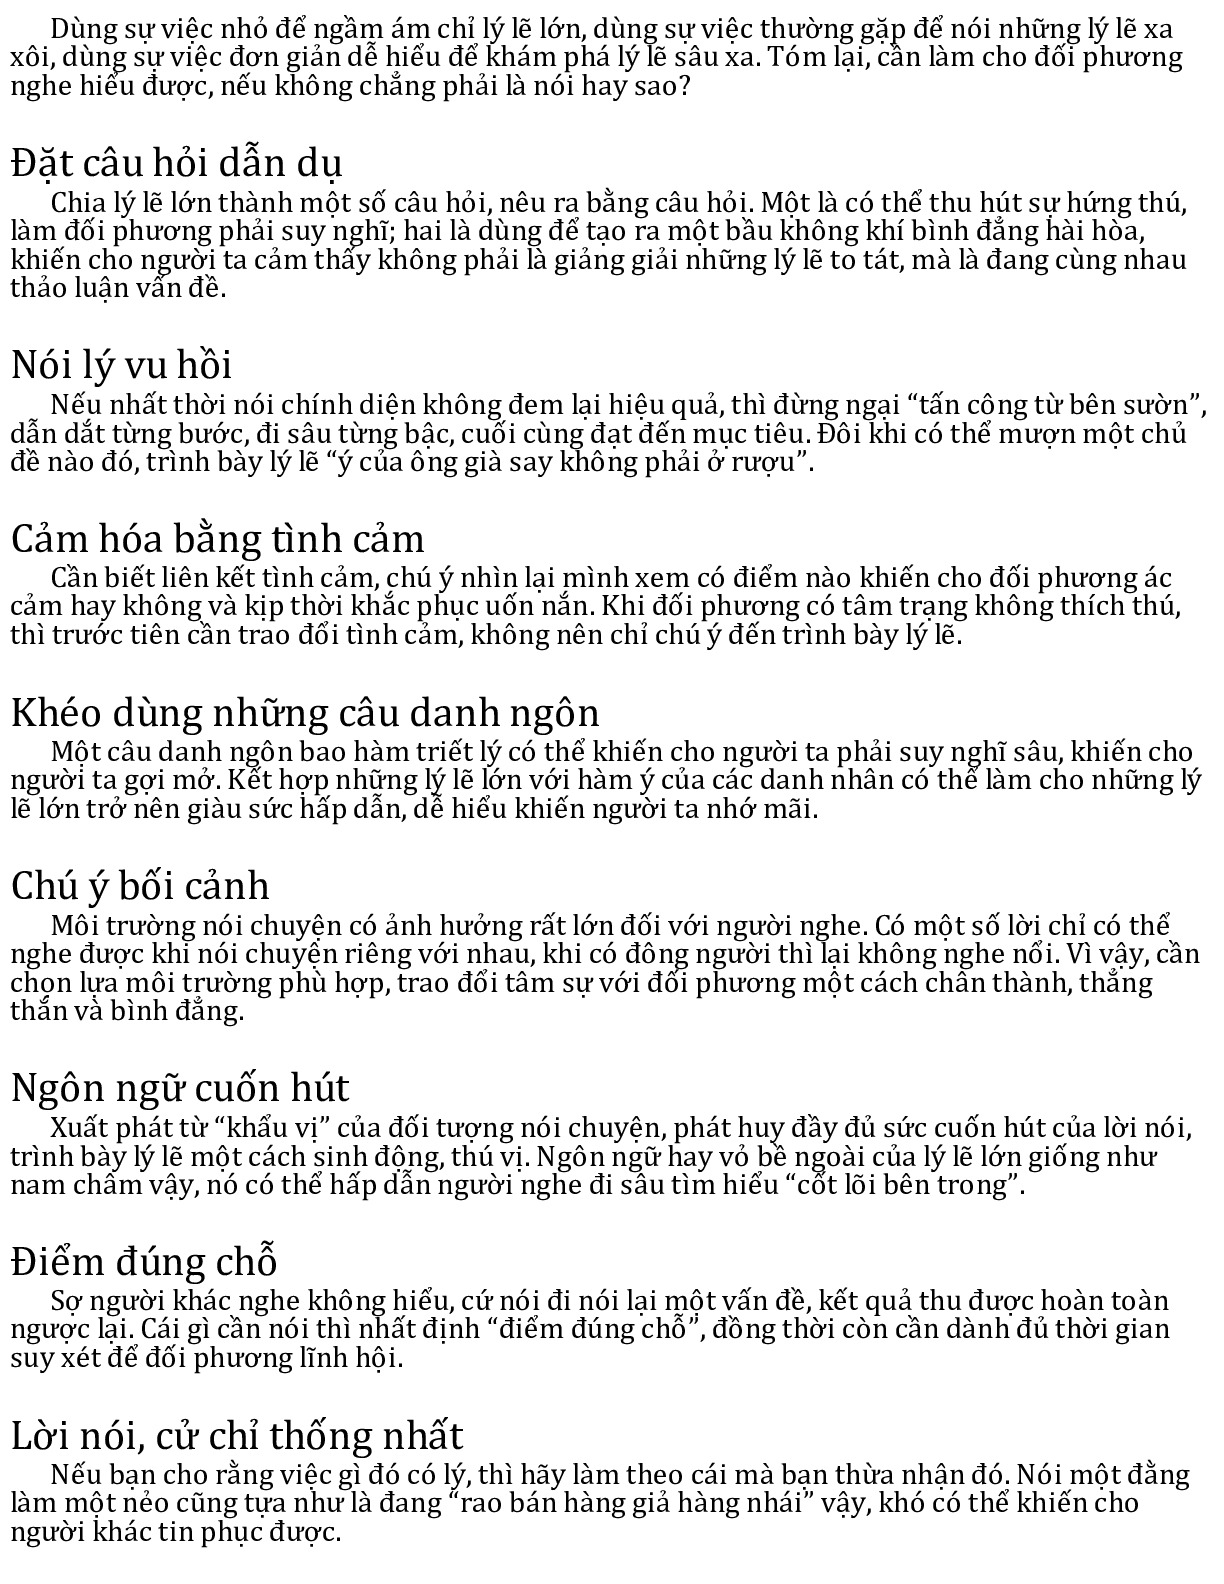 Dùng sự việc nhỏ để ngầm ám chỉ lý lẽ lớn, dùng sự việc thường gặp để nói những lý lẽ xa
xôi, dùng sự việc đơn giản dễ hiểu để khám phá lý lẽ sâu xa. Tóm lại, cần làm cho đối phương
nghe hiểu được, nếu không chẳng phải là nói hay sao?
Đặt câu hỏi dẫn dụ
Chia lý lẽ lớn thành một số câu hỏi, nêu ra bằng câu hỏi. Một là có thể thu hút sự hứng thú,
làm đối phương phải suy nghĩ; hai là dùng để tạo ra một bầu không khí bình đẳng hài hòa,
khiến cho người ta cảm thấy không phải là giảng giải những lý lẽ to tát, mà là đang cùng nhau
thảo luận vấn đề.
Nói lý vu hồi
Nếu nhất thời nói chính diện không đem lại hiệu quả, thì đừng ngại “tấn công từ bên sườn”,
dẫn dắt từng bước, đi sâu từng bậc, cuối cùng đạt đến mục tiêu. Đôi khi có thể mượn một chủ
đề nào đó, trình bày lý lẽ “ý của ông già say không phải ở rượu”.
Cảm hóa bằng tình cảm
Cần biết liên kết tình cảm, chú ý nhìn lại mình xem có điểm nào khiến cho đối phương ác
cảm hay không và kịp thời khắc phục uốn nắn. Khi đối phương có tâm trạng không thích thú,
thì trước tiên cần trao đổi tình cảm, không nên chỉ chú ý đến trình bày lý lẽ.
Khéo dùng những câu danh ngôn
Một câu danh ngôn bao hàm triết lý có thể khiến cho người ta phải suy nghĩ sâu, khiến cho
người ta gợi mở. Kết hợp những lý lẽ lớn với hàm ý của các danh nhân có thể làm cho những lý
lẽ lớn trở nên giàu sức hấp dẫn, dễ hiểu khiến người ta nhớ mãi.
Chú ý bối cảnh
Môi trường nói chuyện có ảnh hưởng rất lớn đối với người nghe. Có một số lời chỉ có thể
nghe được khi nói chuyện riêng với nhau, khi có đông người thì lại không nghe nổi. Vì vậy, cần
chọn lựa môi trường phù hợp, trao đổi tâm sự với đối phương một cách chân thành, thẳng
thắn và bình đẳng.
Ngôn ngữ cuốn hút
Xuất phát từ “khẩu vị” của đối tượng nói chuyện, phát huy đầy đủ sức cuốn hút của lời nói,
trình bày lý lẽ một cách sinh động, thú vị. Ngôn ngữ hay vỏ bề ngoài của lý lẽ lớn giống như
nam châm vậy, nó có thể hấp dẫn người nghe đi sâu tìm hiểu “cốt lõi bên trong”.
Điểm đúng chỗ
Sợ người khác nghe không hiểu, cứ nói đi nói lại một vấn đề, kết quả thu được hoàn toàn
ngược lại. Cái gì cần nói thì nhất định “điểm đúng chỗ”, đồng thời còn cần dành đủ thời gian
suy xét để đối phương lĩnh hội.
Lời nói, cử chỉ thống nhất
Nếu bạn cho rằng việc gì đó có lý, thì hãy làm theo cái mà bạn thừa nhận đó. Nói một đằng
làm một nẻo cũng tựa như là đang “rao bán hàng giả hàng nhái” vậy, khó có thể khiến cho
người khác tin phục được.